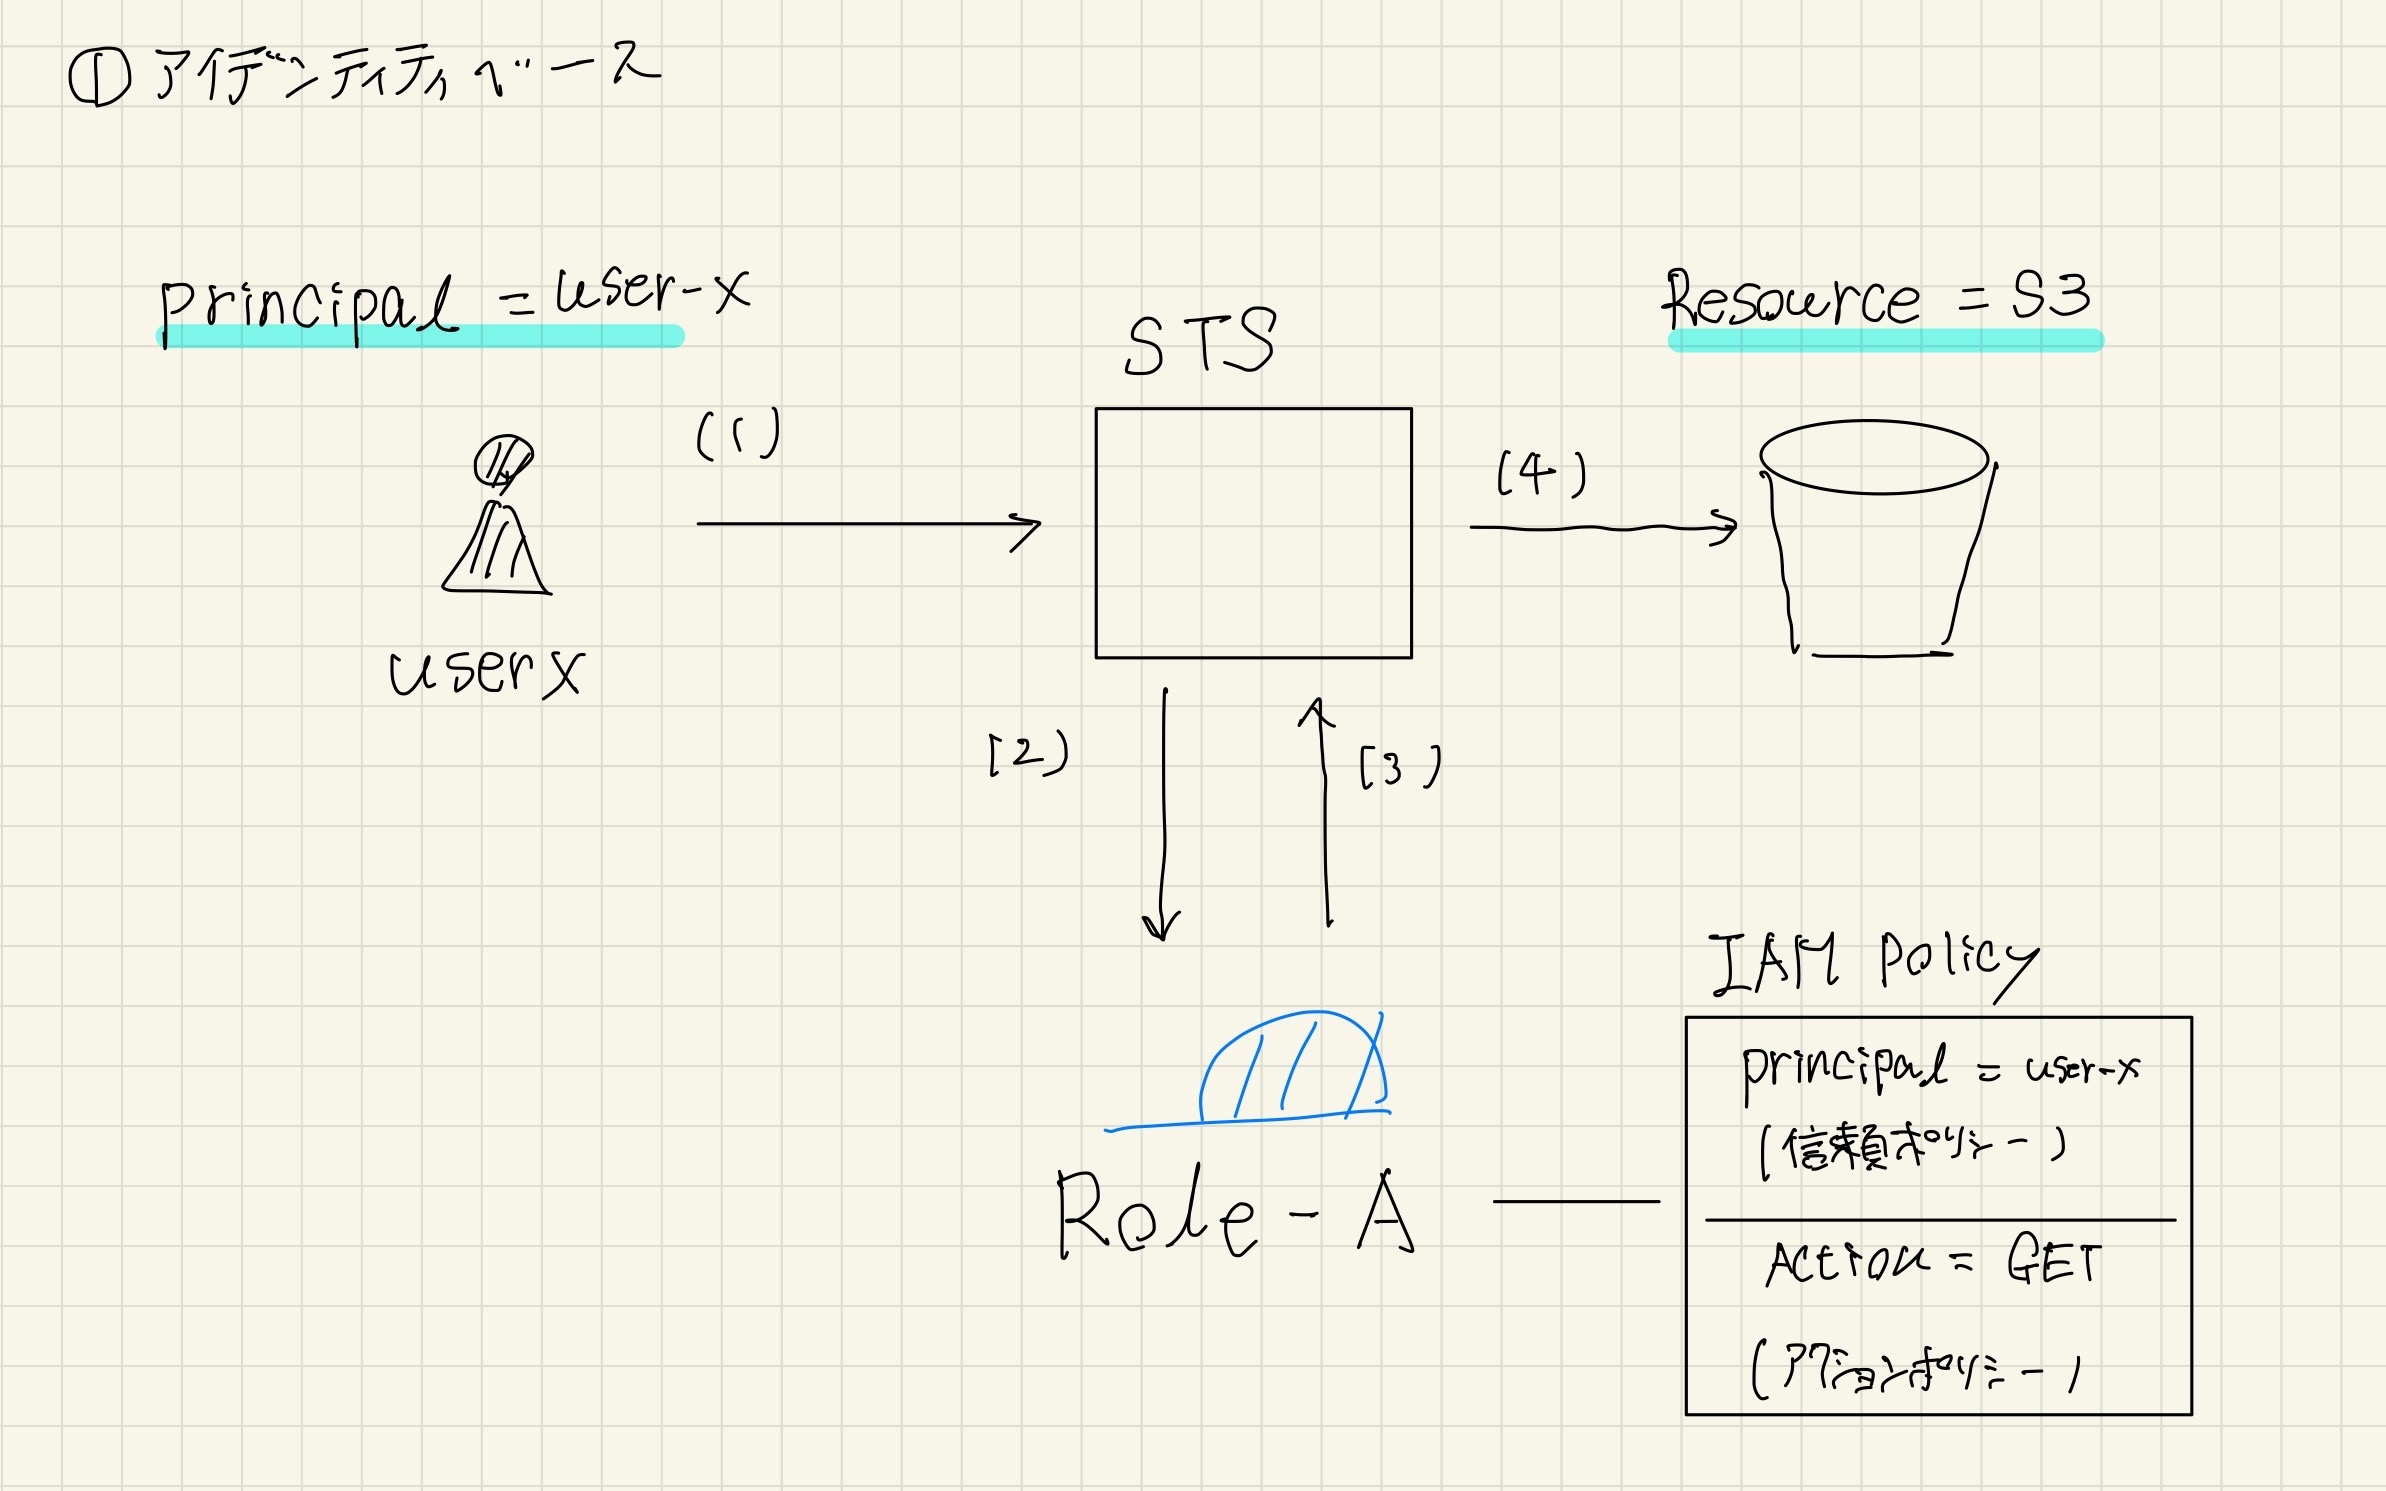 ① アイデンティティベース
principal = user-x
STS
Resource = S3
(1)
(4)
user x
(2)
(3)
IAM policy
principal = user-x
(信頼ポリシー)
Role-A
Action = GET
(アクションポリシー)